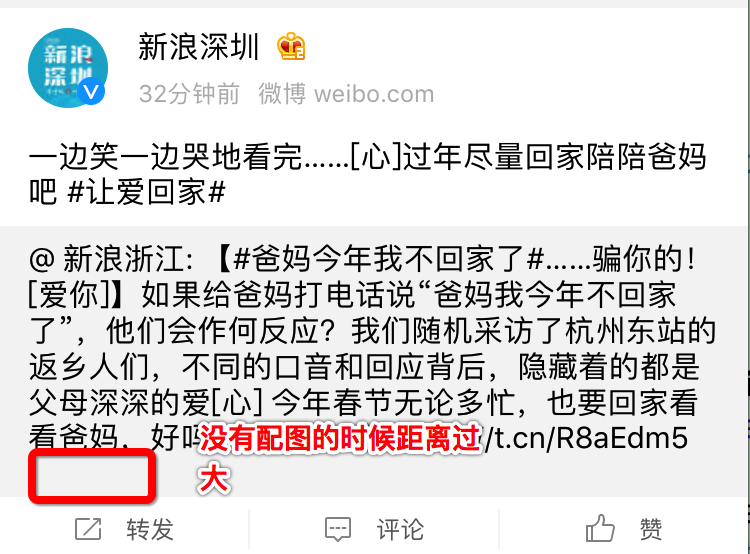 新浪深圳
新浪
深圳
32分钟前 微博 weibo.com
一边笑一边哭地看完……[心]过年尽量回家陪陪爸妈
吧 #让爱回家#
@ 新浪浙江: 【#爸妈今年我不回家了#……骗你的!
[爱你]】如果给爸妈打电话说“爸妈我今年不回家
了”，他们会作何反应？我们随机采访了杭州东站的
返乡人们，不同的口音和回应背后，隐藏着的都是
父母深深的爱[心] 今年春节无论多忙，也要回家看
看爸妈，好 /t.cn/R8aEdm5
没有配图的时候距离过
大
转发 评论 赞